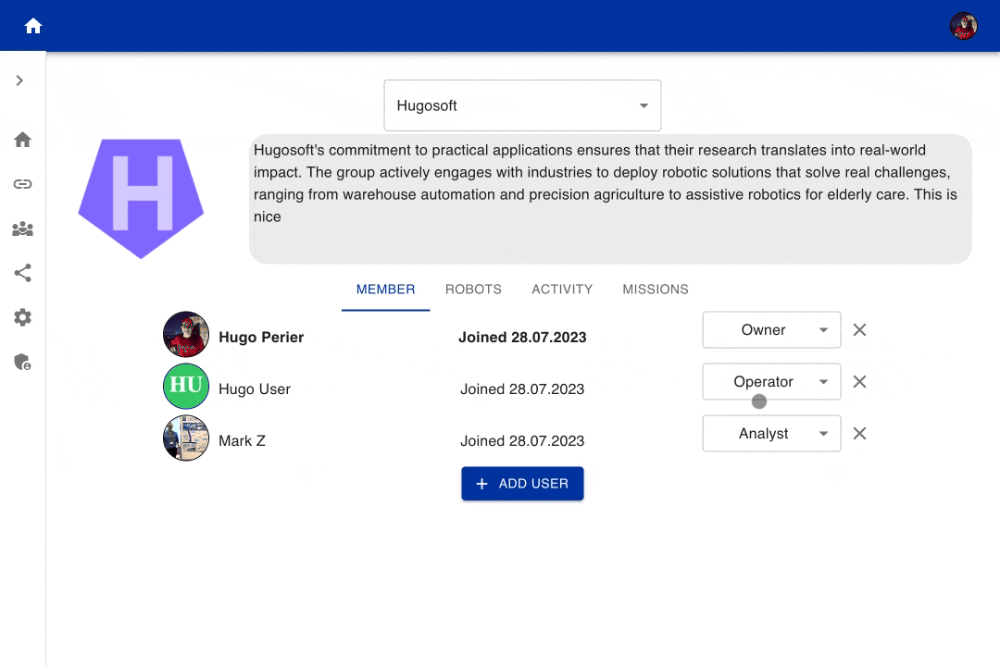 Hugosoft
H
Hugosoft's commitment to practical applications ensures that their research translates into real-world
impact. The group actively engages with industries to deploy robotic solutions that solve real challenges,
ranging from warehouse automation and precision agriculture to assistive robotics for elderly care. This is
nice
MEMBER ROBOTS ACTIVITY MISSIONS
Hugo Perier Joined 28.07.2023 Owner
HU Hugo User Joined 28.07.2023 Operator
Mark Z Joined 28.07.2023 Analyst
+ ADD USER